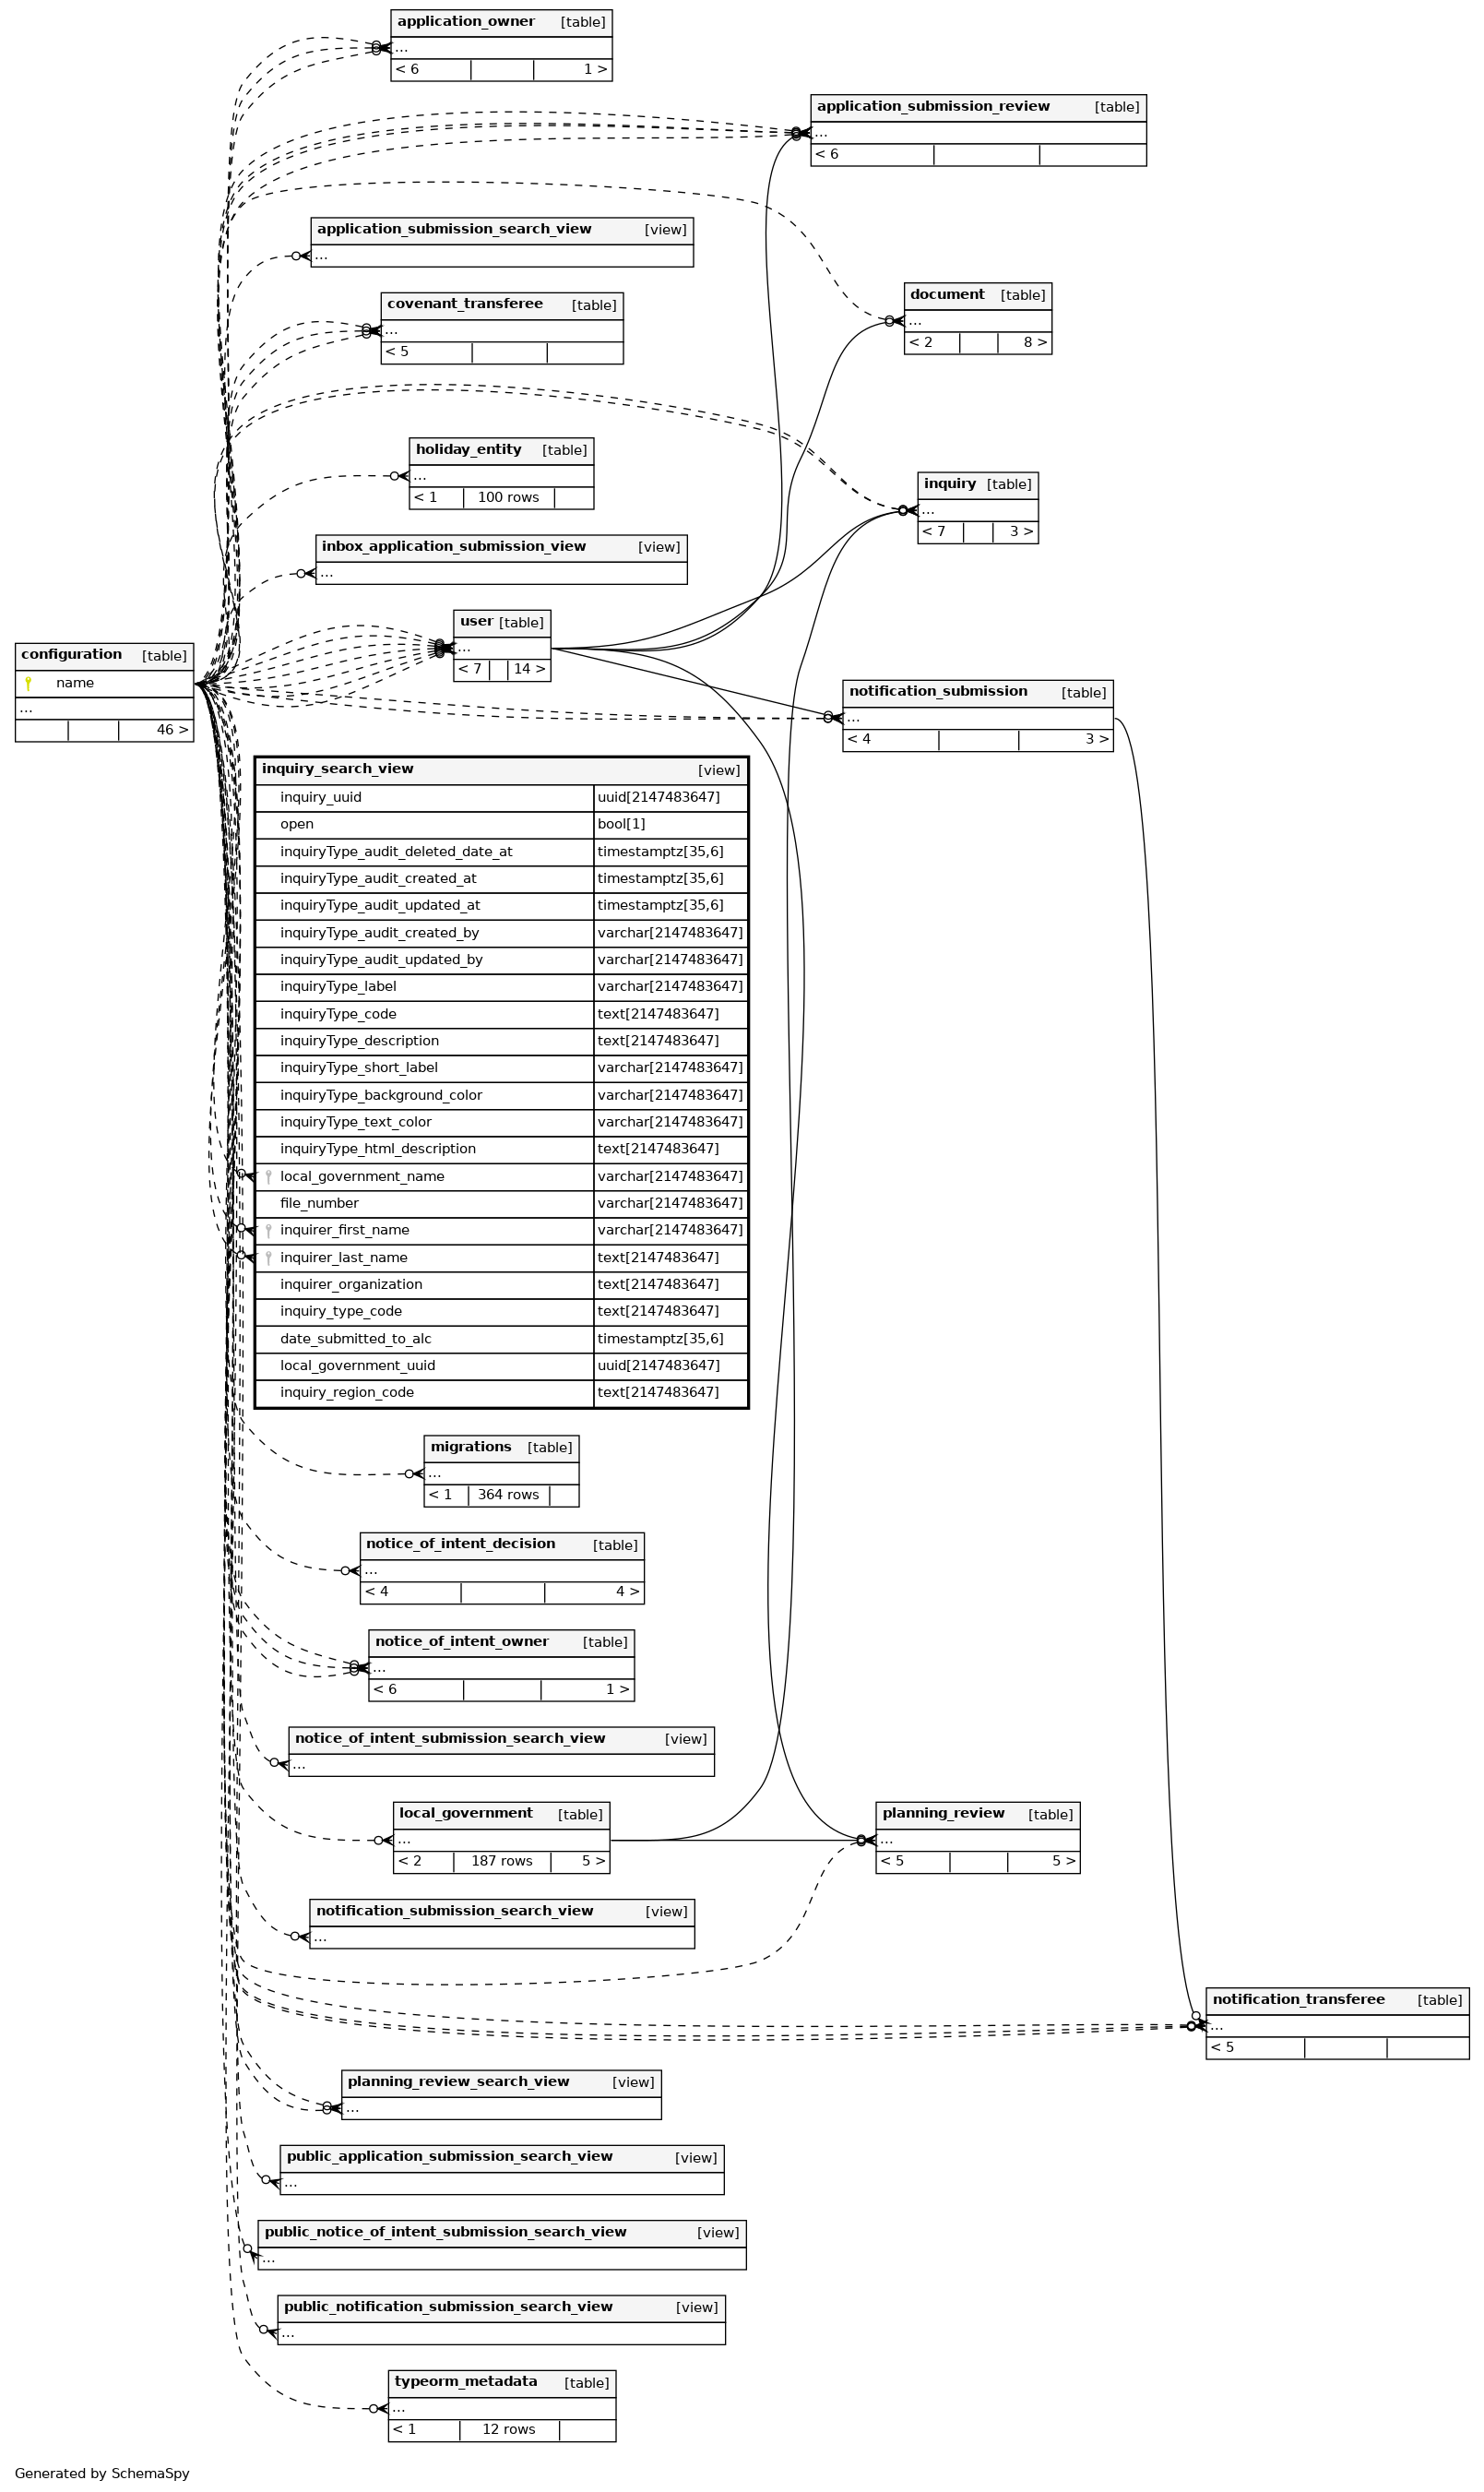 application_owner [table]
...
< 6 1 >
application_submission_review [table]
...
< 6
application_submission_search_view [view]
...
covenant_transferee [table]
...
< 5
document [table]
...
< 2 8 >
holiday_entity [table]
...
< 1 100 rows
inquiry [table]
...
< 7 3 >
inbox_application_submission_view [view]
...
user [table]
...
< 7 14 >
configuration [table]
name
...
46 >
notification_submission [table]
...
< 4 3 >
inquiry_search_view [view]
inquiry_uuid uuid[2147483647]
open bool[1]
inquiryType_audit_deleted_date_at timestamptz[35,6]
inquiryType_audit_created_at timestamptz[35,6]
inquiryType_audit_updated_at timestamptz[35,6]
inquiryType_audit_created_by varchar[2147483647]
inquiryType_audit_updated_by varchar[2147483647]
inquiryType_label varchar[2147483647]
inquiryType_code text[2147483647]
inquiryType_description text[2147483647]
inquiryType_short_label varchar[2147483647]
inquiryType_background_color varchar[2147483647]
inquiryType_text_color varchar[2147483647]
inquiryType_html_description text[2147483647]
local_government_name varchar[2147483647]
file_number varchar[2147483647]
inquirer_first_name varchar[2147483647]
inquirer_last_name text[2147483647]
inquirer_organization text[2147483647]
inquiry_type_code text[2147483647]
date_submitted_to_alc timestamptz[35,6]
local_government_uuid uuid[2147483647]
inquiry_region_code text[2147483647]
migrations [table]
...
< 1 364 rows
notice_of_intent_decision [table]
...
< 4 4 >
notice_of_intent_owner [table]
...
< 6 1 >
notice_of_intent_submission_search_view [view]
...
local_government [table]
...
< 2 187 rows 5 >
planning_review [table]
...
< 5 5 >
notification_submission_search_view [view]
...
notification_transferee [table]
...
< 5
planning_review_search_view [view]
...
public_application_submission_search_view [view]
...
public_notice_of_intent_submission_search_view [view]
...
public_notification_submission_search_view [view]
...
typeorm_metadata [table]
...
< 1 12 rows
Generated by SchemaSpy